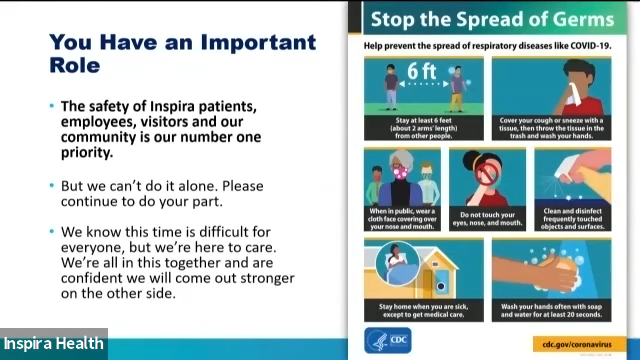 You Have an Important
Role
• The safety of Inspira patients,
employees, visitors and our
community is our number one
priority.
• But we can't do it alone. Please
continue to do your part.
• We know this time is difficult for
everyone, but we're here to care.
We're all in this together and are
confident we will come out stronger
on the other side.
Inspira Health
Stop the Spread of Germs
Help prevent the spread of respiratory diseases like COVID-19.
6 ft
Stay at least 6 feet
(about 2 arms' length)
from other people.
Cover your cough or sneeze with a
tissue, then throw the tissue in the
trash and wash your hands.
When in public, wear a
cloth face covering over
your nose and mouth.
Do not touch your
eyes, nose, and mouth.
Clean and disinfect
frequently touched
objects and surfaces.
Stay home when you are sick,
except to get medical care.
Wash your hands often with soap
and water for at least 20 seconds.
CDC
cdc.gov/coronavirus